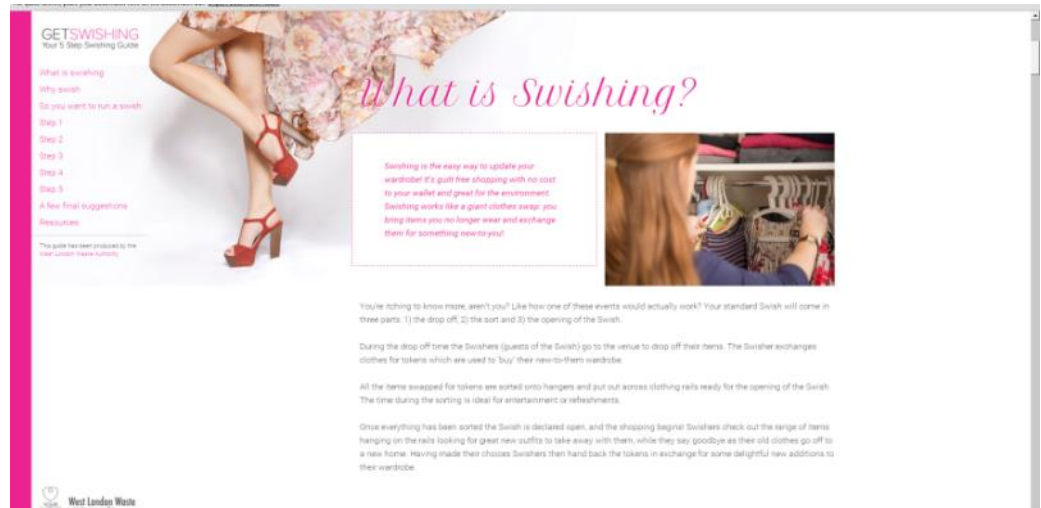 GETSWISHING
Your 5 Step Swishing Guide
What is swishing
Why swish
So you want to run a swish
Step 1
Step 2
Step 3
Step 4
Step 5
A few final suggestions
Resources
This guide has been produced by the
West London Waste Authority
What is Swishing?
Swishing is the easy way to update your
wardrobe! It's guilt free shopping with no cost
to your wallet and great for the environment.
Swishing works like a giant clothes swap: you
bring items you no longer wear and exchange
them for something new-to-you!
You're itching to know more, aren't you? Like how one of these events would actually work? Your standard Swish will come in
three parts: 1) the drop off, 2) the sort and 3) the opening of the Swish.
During the drop off time the Swishers (guests of the Swish) go to the venue to drop off their items. The Swisher exchanges
clothes for tokens which are used to 'buy' their new-to-them wardrobe.
All the items swapped for tokens are sorted onto hangers and put out across clothing rails ready for the opening of the Swish.
The time during the sorting is ideal for entertainment or refreshments.
Once everything has been sorted the Swish is declared open, and the shopping begins! Swishers check out the range of items
hanging on the rails looking for great new outfits to take away with them, while they say goodbye as their old clothes go off to
a new home. Having made their choices Swishers then hand back the tokens in exchange for some delightful new additions to
their wardrobe.
West London Waste